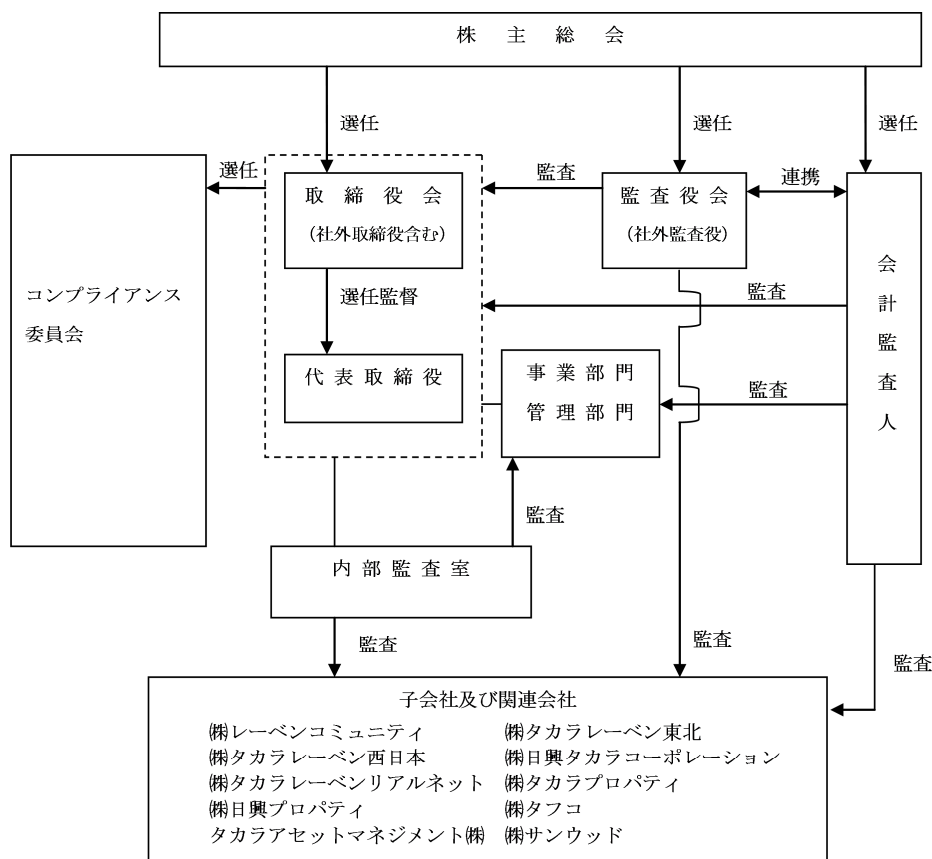 株主総会
選任
選任
選任
選任
監査
連携
取締役会
（社外取締役含む）
監査役会
（社外監査役）
コンプライアンス
委員会
選任監督
監査
会計監査人
代表取締役
事業部門
管理部門
監査
監査
内部監査室
監査
監査
監査
子会社及び関連会社
㈱レーベンコミュニティ
㈱タカラレーベン東北
㈱タカラレーベン西日本
㈱日興タカラコーポレーション
㈱タカラレーベンリアルネット
㈱タカラプロパティ
㈱日興プロパティ
㈱タフコ
タカラアセットマネジメント㈱
㈱サンウッド